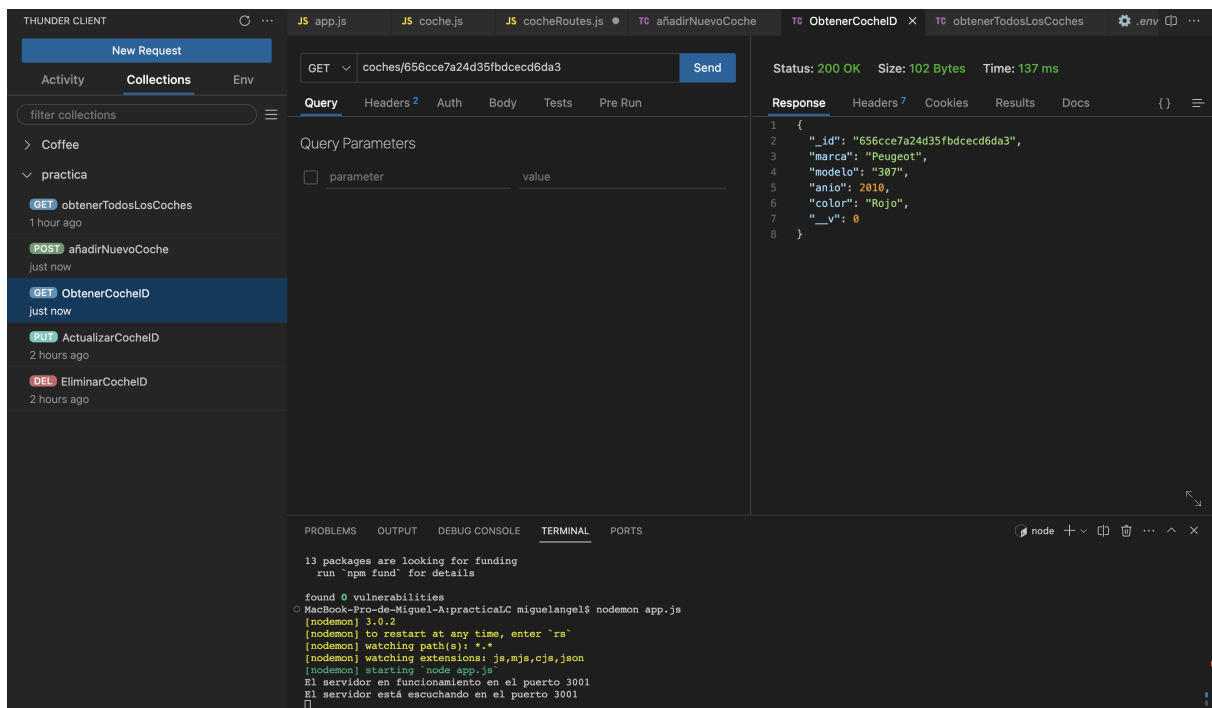 THUNDER CLIENT
New Request
Activity Collections Env
filter collections
Coffee
practica
GET obtenerTodosLosCoches
1 hour ago
POST añadirNuevoCoche
just now
GET ObtenerCocheID
just now
PUT ActualizarCocheID
2 hours ago
DEL EliminarCocheID
2 hours ago
JS app.js JS coche.js JS cocheRoutes.js TC añadirNuevoCoche TC ObtenerCocheID TC obtenerTodosLosCoches .env
GET coches/656cce7a24d35fbdcecd6da3 Send
Query Headers 2 Auth Body Tests Pre Run
Query Parameters
parameter value
Status: 200 OK Size: 102 Bytes Time: 137 ms
Response Headers 7 Cookies Results Docs {}
1 {
2 "_id": "656cce7a24d35fbdcecd6da3",
3 "marca": "Peugeot",
4 "modelo": "307",
5 "anio": 2010,
6 "color": "Rojo",
7 "__v": 0
8 }
PROBLEMS OUTPUT DEBUG CONSOLE TERMINAL PORTS
node
13 packages are looking for funding
run `npm fund` for details
found 0 vulnerabilities
MacBook-Pro-de-Miguel-A:practicaLC miguelangel$ nodemon app.js
[nodemon] 3.0.2
[nodemon] to restart at any time, enter `rs`
[nodemon] watching path(s): *.*
[nodemon] watching extensions: js,mjs,cjs,json
[nodemon] starting `node app.js`
El servidor en funcionamiento en el puerto 3001
El servidor está escuchando en el puerto 3001